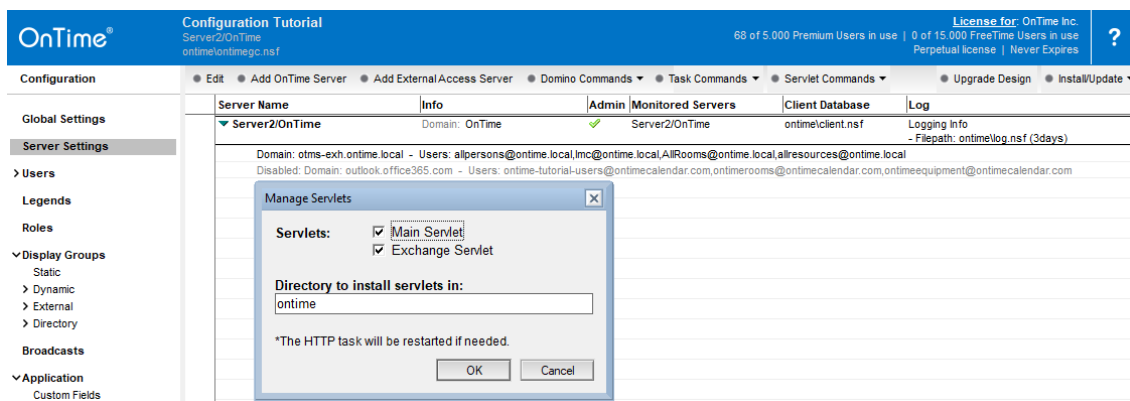 OnTime®
Configuration Tutorial
Server2/OnTime
ontime\ontimegc.nsf
License for: OnTime Inc.
68 of 5.000 Premium Users in use | 0 of 15.000 FreeTime Users in use
Perpetual license | Never Expires
?
Configuration
Edit Add OnTime Server Add External Access Server Domino Commands Task Commands Servlet Commands Upgrade Design Install/Update
Global Settings
Server Settings
Users
Legends
Roles
Display Groups
Static
Dynamic
External
Directory
Broadcasts
Application
Custom Fields
Server Name Info Admin Monitored Servers Client Database Log
Server2/OnTime Domain: OnTime Server2/OnTime ontime\client.nsf Logging Info
- Filepath: ontime\log.nsf (3days)
Domain: otms-exh.ontime.local - Users: allpersons@ontime.local,lmc@ontime.local,AllRooms@ontime.local,allresources@ontime.local
Disabled: Domain: outlook.office365.com - Users: ontime-tutorial-users@ontimecalendar.com,ontimerooms@ontimecalendar.com,ontimeequipment@ontimecalendar.com
Manage Servlets
Servlets: Main Servlet
Exchange Servlet
Directory to install servlets in:
ontime
*The HTTP task will be restarted if needed.
OK Cancel